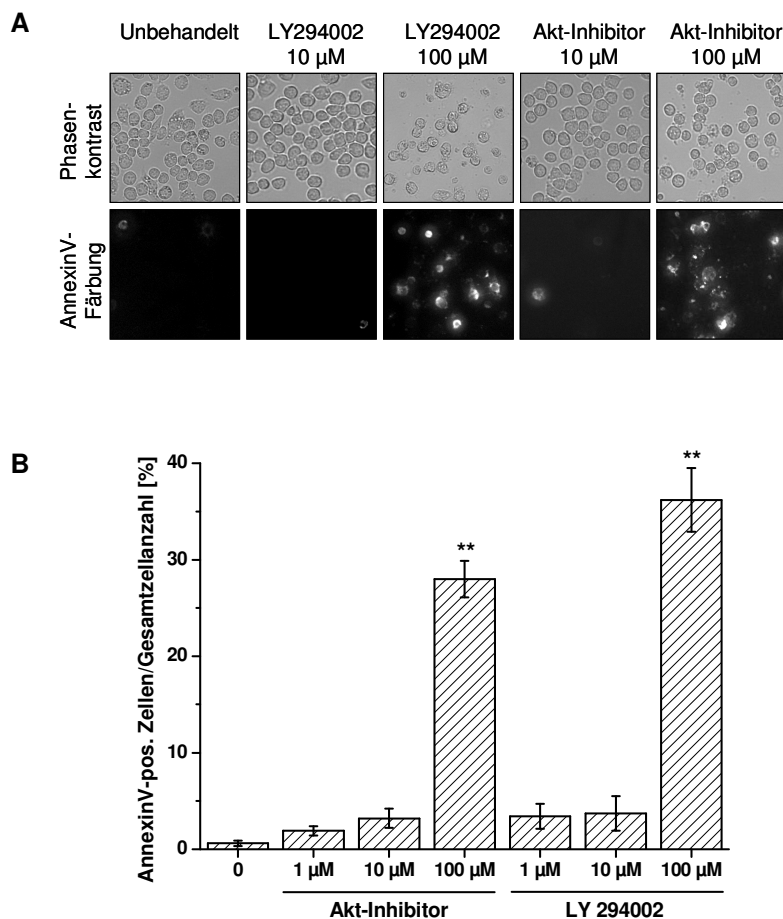 A
Unbehandelt LY294002 LY294002 Akt-Inhibitor Akt-Inhibitor
10 µM 100 µM 10 µM 100 µM
Phasen-
kontrast
AnnexinV-
Färbung
B
AnnexinV-pos. Zellen/Gesamtzellanzahl [%]
40
30
20
10
0
**
**
0 1 µM 10 µM 100 µM 1 µM 10 µM 100 µM
Akt-Inhibitor LY 294002